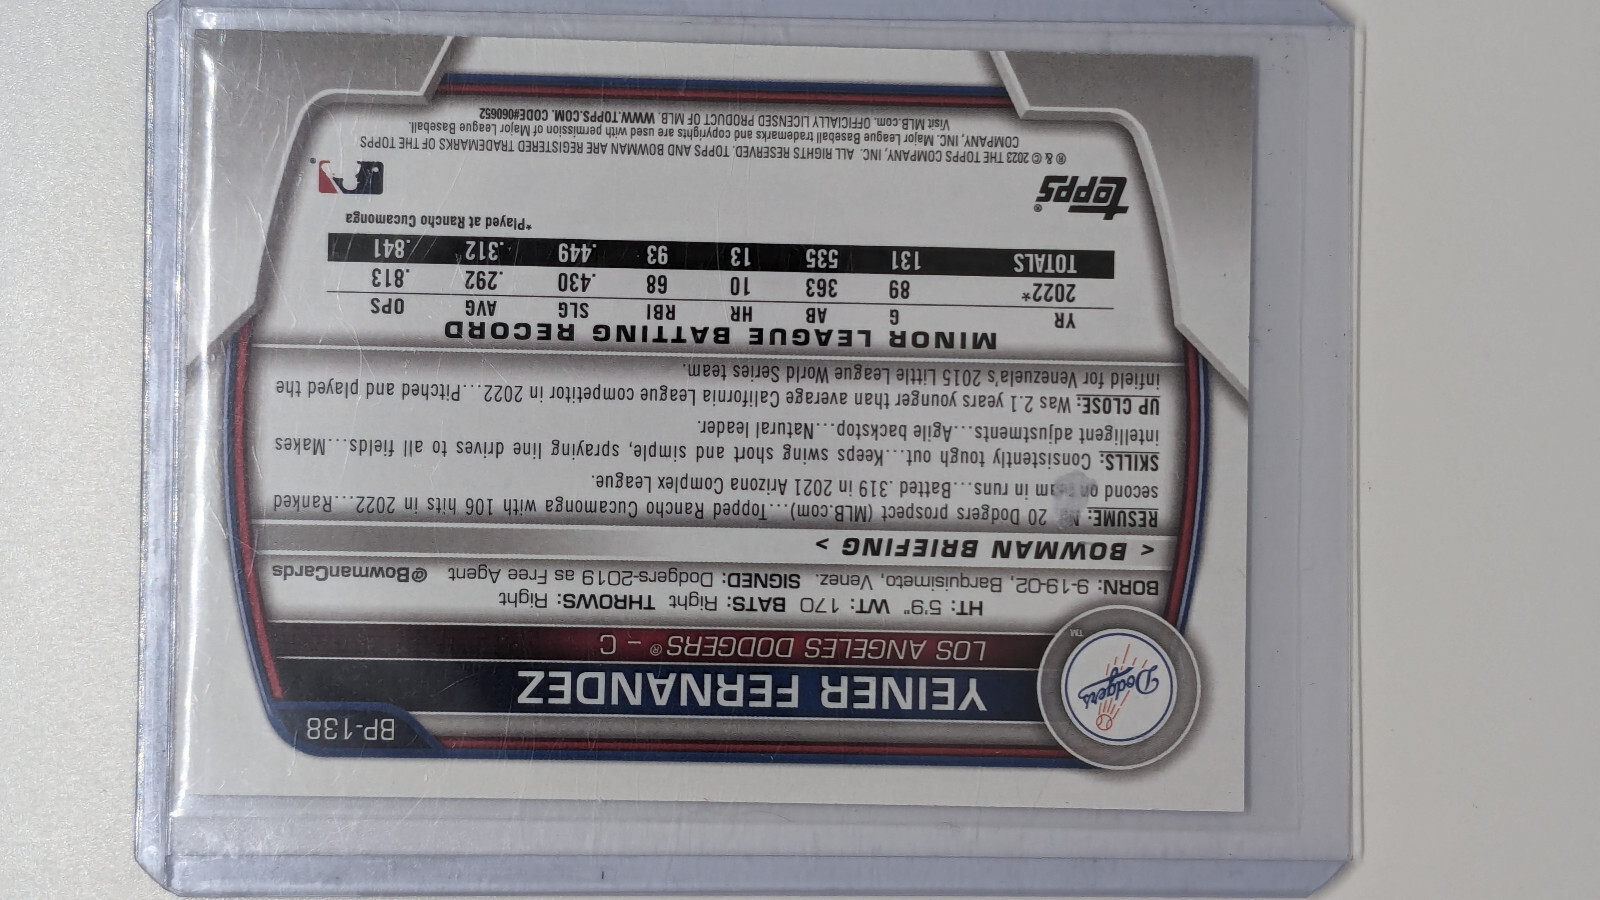 BP-138
YEINER FERNANDEZ
LOS ANGELES DODGERS® – C
Dodgers
TM
HT: 5'9" WT: 170 BATS: Right THROWS: Right
BORN: 9-19-02, Barquisimeto, Venez. SIGNED: Dodgers-2019 as Free Agent @BowmanCards
< BOWMAN BRIEFING >
RESUME: 20 Dodgers prospect (MLB.com)...Topped Rancho Cucamonga with 106 hits in 2022...Ranked
second on team in runs...Batted .319 in 2021 Arizona Complex League.
SKILLS: Consistently tough out...Keeps swing short and simple, spraying line drives to all fields...Makes
intelligent adjustments...Agile backstop...Natural leader.
UP CLOSE: Was 2.1 years younger than average California League competitor in 2022...Pitched and played the
infield for Venezuela's 2015 Little League World Series team.
MINOR LEAGUE BATTING RECORD
YR G AB HR RBI SLG AVG OPS
2022* 89 363 10 68 .430 .292 .813
TOTALS 131 535 13 93 .449 .312 .841
*Played at Rancho Cucamonga
topps®
® & © 2023 THE TOPPS COMPANY, INC. ALL RIGHTS RESERVED. TOPPS AND BOWMAN ARE REGISTERED TRADEMARKS OF THE TOPPS
COMPANY, INC. Major League Baseball trademarks and copyrights are used with permission of Major League Baseball.
Visit MLB.com. OFFICIALLY LICENSED PRODUCT OF MLB. WWW.TOPPS.COM. CODE#060652